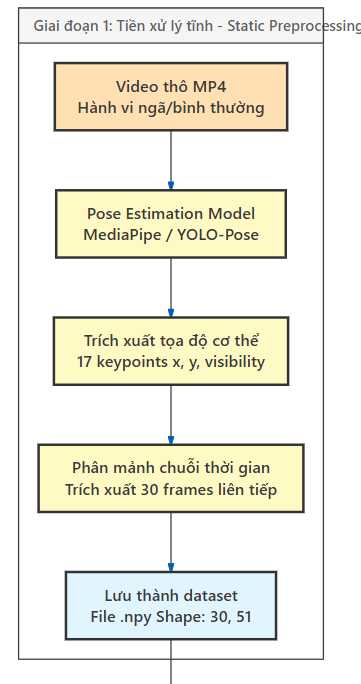 Giai đoạn 1: Tiền xử lý tĩnh - Static Preprocessing
Video thô MP4
Hành vi ngã/bình thường
Pose Estimation Model
MediaPipe / YOLO-Pose
Trích xuất tọa độ cơ thể
17 keypoints x, y, visibility
Phân mảnh chuỗi thời gian
Trích xuất 30 frames liên tiếp
Lưu thành dataset
File .npy Shape: 30, 51